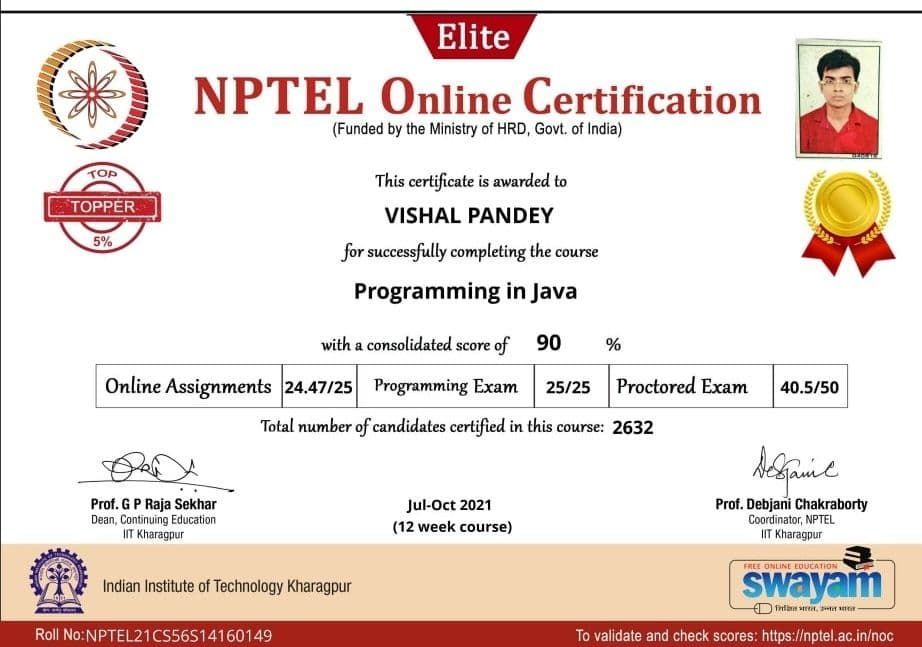 Elite
NPTEL Online Certification
(Funded by the Ministry of HRD, Govt. of India)
TOP
TOPPER
5%
This certificate is awarded to
VISHAL PANDEY
for successfully completing the course
Programming in Java
with a consolidated score of 90 %
Online Assignments 24.47/25 Programming Exam 25/25 Proctored Exam 40.5/50
Total number of candidates certified in this course: 2632
Prof. G P Raja Sekhar
Dean, Continuing Education
IIT Kharagpur
Jul-Oct 2021
(12 week course)
Prof. Debjani Chakraborty
Coordinator, NPTEL
IIT Kharagpur
Indian Institute of Technology Kharagpur
FREE ONLINE EDUCATION
swayam
शिक्षित भारत, उन्नत भारत
Roll No:NPTEL21CS56S14160149
To validate and check scores: https://nptel.ac.in/noc